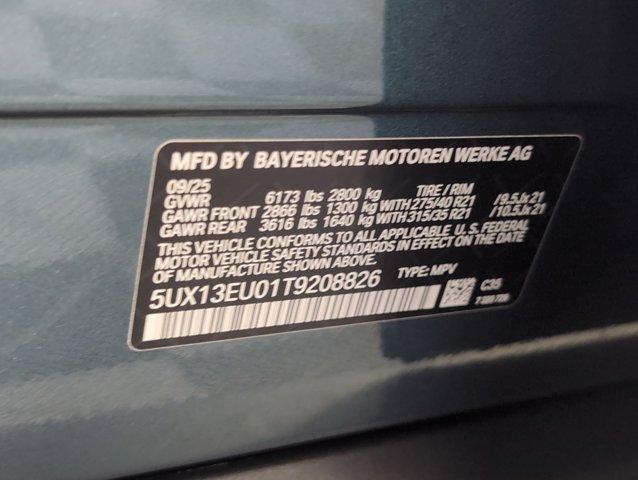 MFD BY BAYERISCHE MOTOREN WERKE AG
09/25
GVWR 6173 lbs 2800 kg TIRE / RIM
GAWR FRONT 2866 lbs 1300 kg WITH 275/40 R21 /9.5Jx21
GAWR REAR 3616 lbs 1640 kg WITH 315/35 R21 /10.5Jx21
THIS VEHICLE CONFORMS TO ALL APPLICABLE U.S. FEDERAL
MOTOR VEHICLE SAFETY STANDARDS IN EFFECT ON THE
DATE OF MANUFACTURE SHOWN ABOVE.
5UX13EU01T9208826 TYPE: MPV
C35